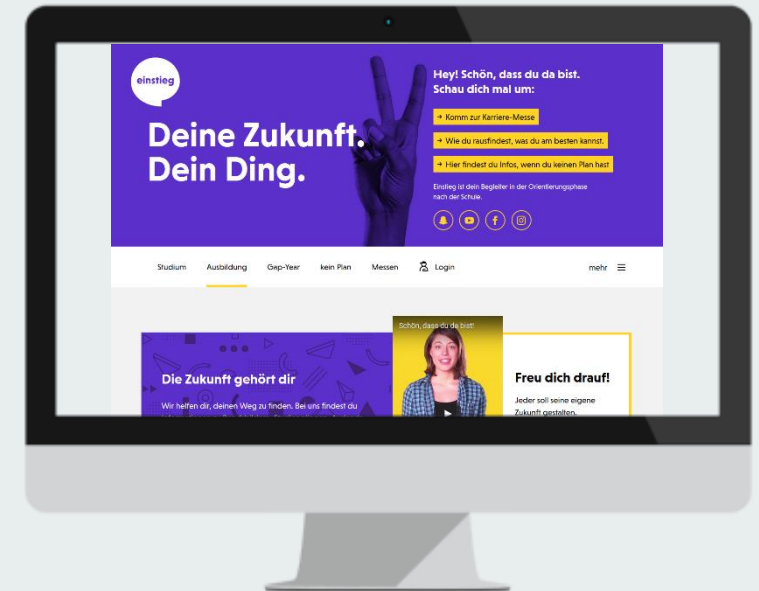 einstieg
Deine Zukunft.
Dein Ding.
Hey! Schön, dass du da bist.
Schau dich mal um:
→ Komm zur Karriere-Messe
→ Wie du rausfindest, was du am besten kannst.
→ Hier findest du Infos, wenn du keinen Plan hast
Einstieg ist dein Begleiter in der Orientierungsphase
nach der Schule.
Studium Ausbildung Gap-Year kein Plan Messen Login mehr
Schön, dass du da bist!
Die Zukunft gehört dir
Wir helfen dir, deinen Weg zu finden. Bei uns findest du
Freu dich drauf!
Jeder soll seine eigene
Zukunft gestalten.